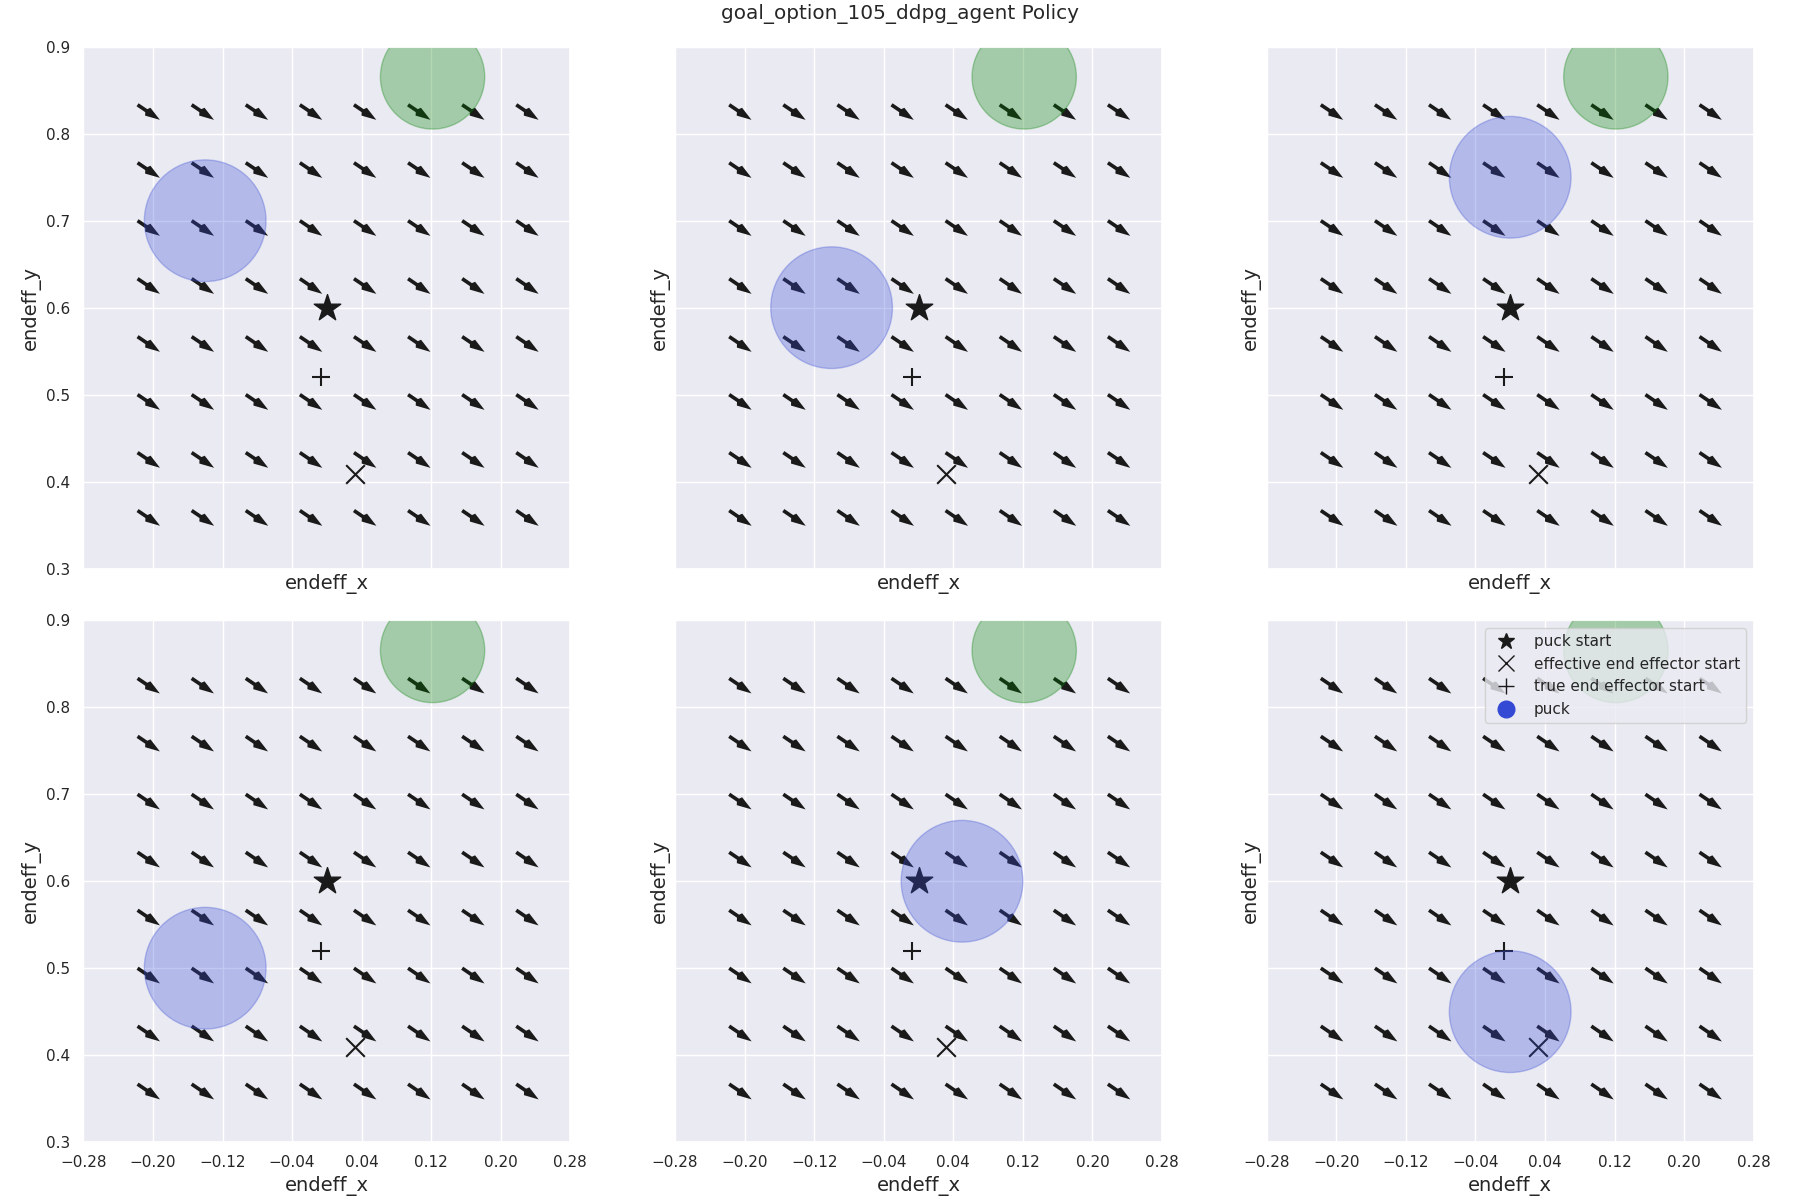 goal_option_105_ddpg_agent Policy
0.9
0.8
0.7
0.6
0.5
0.4
0.3
endeff_y
endeff_x
endeff_y
endeff_x
endeff_y
endeff_x
0.9
0.8
0.7
0.6
0.5
0.4
0.3
endeff_y
−0.28 −0.20 −0.12 −0.04 0.04 0.12 0.20 0.28
endeff_x
endeff_y
−0.28 −0.20 −0.12 −0.04 0.04 0.12 0.20 0.28
endeff_x
puck start
effective end effector start
true end effector start
puck
endeff_y
−0.28 −0.20 −0.12 −0.04 0.04 0.12 0.20 0.28
endeff_x